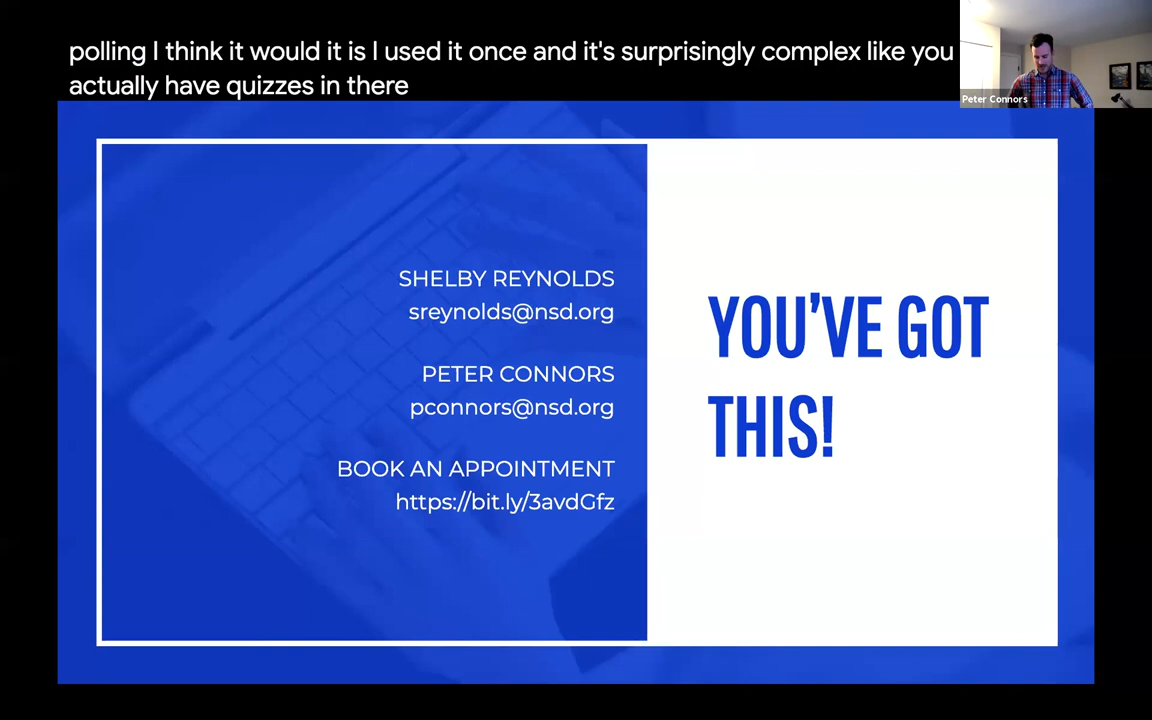 polling I think it would it is I used it once and it's surprisingly complex like you
actually have quizzes in there
Peter Connors
SHELBY REYNOLDS
sreynolds@nsd.org
PETER CONNORS
pconnors@nsd.org
BOOK AN APPOINTMENT
https://bit.ly/3avdGfz
YOU'VE GOT
THIS!